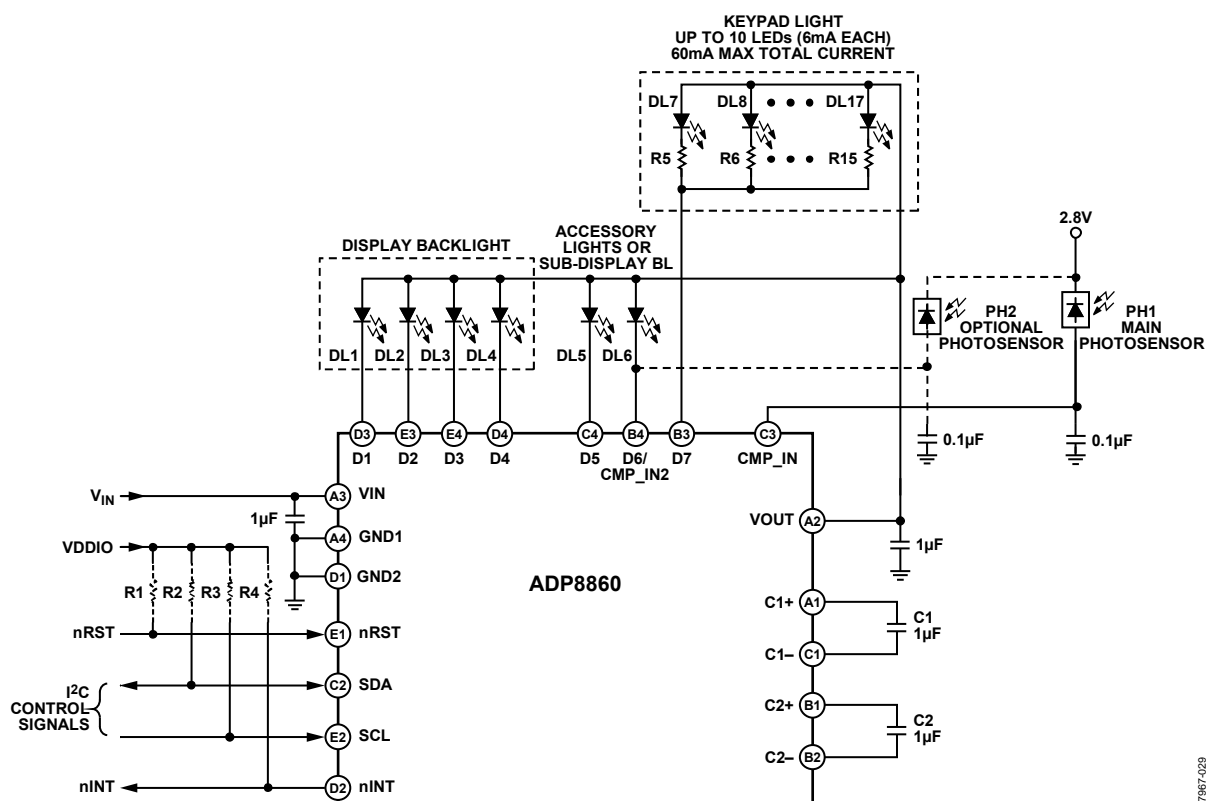 KEYPAD LIGHT
UP TO 10 LEDs (6mA EACH)
60mA MAX TOTAL CURRENT
DL7
DL8
DL17
R5
R6
R15
2.8V
DISPLAY BACKLIGHT
ACCESSORY
LIGHTS OR
SUB-DISPLAY BL
PH2
OPTIONAL
PHOTOSENSOR
PH1
MAIN
PHOTOSENSOR
DL1
DL2
DL3
DL4
DL5
DL6
0.1µF
0.1µF
D3
E3
E4
D4
C4
B4
B3
C3
D1
D2
D3
D4
D5
D6/
CMP_IN2
D7
CMP_IN
VIN
A3
VIN
1µF
VOUT
A2
1µF
A4
GND1
VDDIO
D1
GND2
R1
R2
R3
R4
ADP8860
C1+
A1
C1
1µF
nRST
E1
nRST
C1–
C1
I2C
CONTROL
SIGNALS
C2
SDA
C2+
B1
C2
1µF
E2
SCL
C2–
B2
nINT
D2
nINT
7967-029